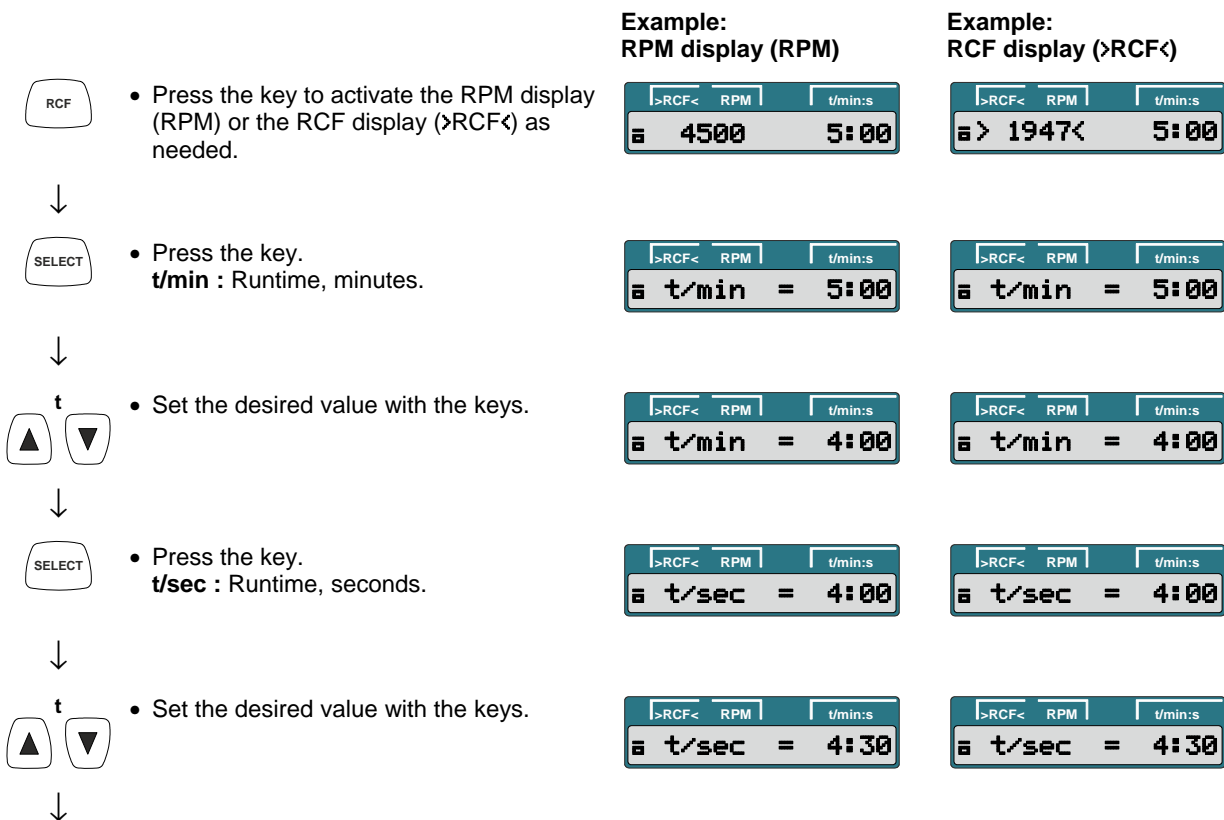 Example:
RPM display (RPM)
Example:
RCF display (>RCF<)
RCF
• Press the key to activate the RPM display
(RPM) or the RCF display (>RCF<) as
needed.
>RCF< RPM t/min:s
4500 5:00
>RCF< RPM t/min:s
> 1947< 5:00
↓
SELECT
• Press the key.
t/min : Runtime, minutes.
>RCF< RPM t/min:s
t/min = 5:00
>RCF< RPM t/min:s
t/min = 5:00
↓
t
▲ ▼
• Set the desired value with the keys.
>RCF< RPM t/min:s
t/min = 4:00
>RCF< RPM t/min:s
t/min = 4:00
↓
SELECT
• Press the key.
t/sec : Runtime, seconds.
>RCF< RPM t/min:s
t/sec = 4:00
>RCF< RPM t/min:s
t/sec = 4:00
↓
t
▲ ▼
• Set the desired value with the keys.
>RCF< RPM t/min:s
t/sec = 4:30
>RCF< RPM t/min:s
t/sec = 4:30
↓